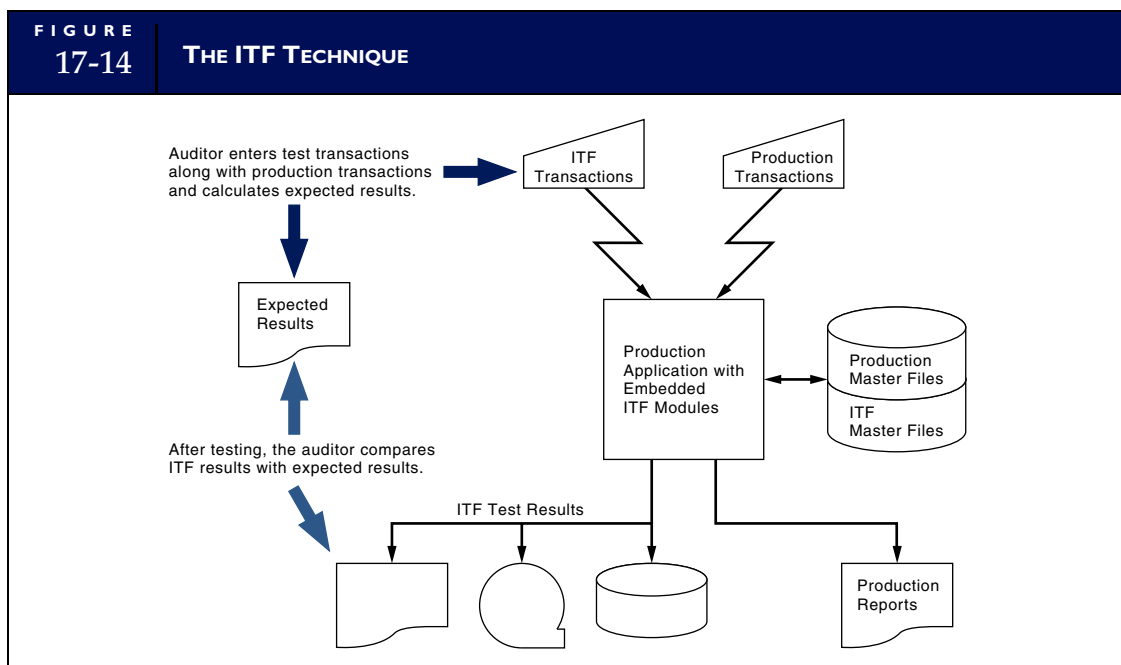 FIGURE
17-14
THE ITF TECHNIQUE
Auditor enters test transactions
along with production transactions
and calculates expected results.
ITF
Transactions
Production
Transactions
Expected
Results
Production
Application with
Embedded
ITF Modules
Production
Master Files
ITF
Master Files
After testing, the auditor compares
ITF results with expected results.
ITF Test Results
Production
Reports